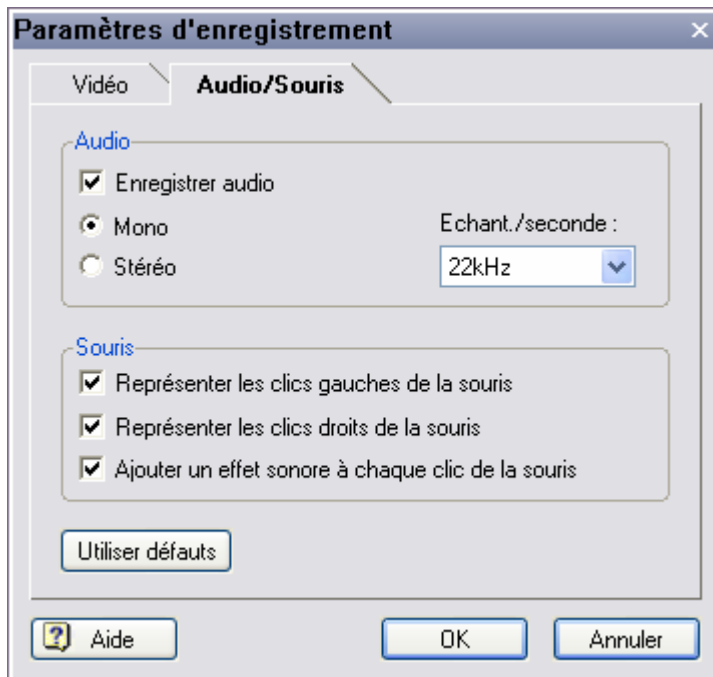 Paramètres d'enregistrement
Vidéo
Audio/Souris
Audio
Enregistrer audio
Mono
Echant./seconde :
Stéréo
22kHz
Souris
Représenter les clics gauches de la souris
Représenter les clics droits de la souris
Ajouter un effet sonore à chaque clic de la souris
Utiliser défauts
Aide
OK
Annuler